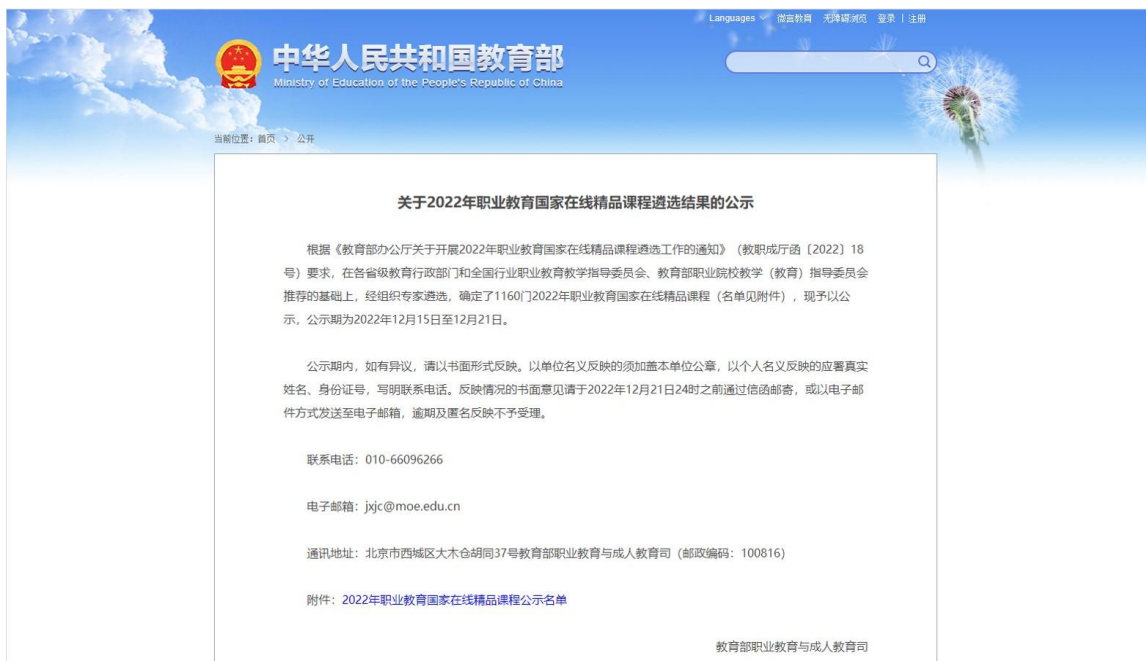 Languages 微言教育 无障碍浏览 登录 | 注册
中华人民共和国教育部
Ministry of Education of the People's Republic of China
当前位置：首页 > 公开
关于2022年职业教育国家在线精品课程遴选结果的公示
根据《教育部办公厅关于开展2022年职业教育国家在线精品课程遴选工作的通知》（教职成厅函〔2022〕18
号）要求，在各省级教育行政部门和全国行业职业教育教学指导委员会、教育部职业院校教学（教育）指导委员会
推荐的基础上，经组织专家遴选，确定了1160门2022年职业教育国家在线精品课程（名单见附件），现予以公
示，公示期为2022年12月15日至12月21日。
公示期内，如有异议，请以书面形式反映。以单位名义反映的须加盖本单位公章，以个人名义反映的应署真实
姓名、身份证号，写明联系电话。反映情况的书面意见请于2022年12月21日24时之前通过信函邮寄，或以电子邮
件方式发送至电子邮箱，逾期及匿名反映不予受理。
联系电话：010-66096266
电子邮箱：jxjc@moe.edu.cn
通讯地址：北京市西城区大木仓胡同37号教育部职业教育与成人教育司（邮政编码：100816）
附件：2022年职业教育国家在线精品课程公示名单
教育部职业教育与成人教育司